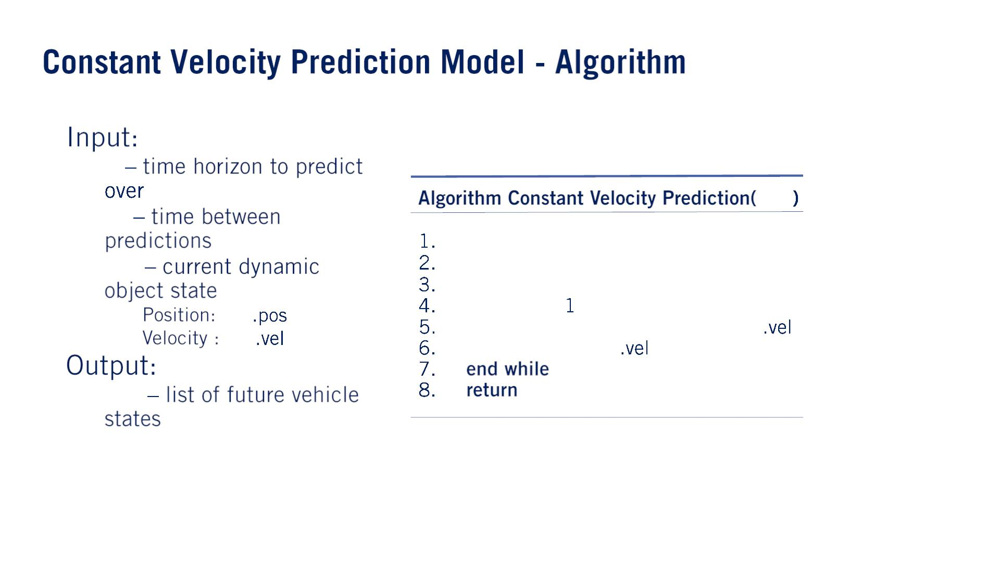 Constant Velocity Prediction Model - Algorithm
Input:
– time horizon to predict
over
– time between
predictions
– current dynamic
object state
Position: .pos
Velocity : .vel
Output:
– list of future vehicle
states
Algorithm Constant Velocity Prediction( )
1.
2.
3.
4. 1
5. .vel
6. .vel
7. end while
8. return